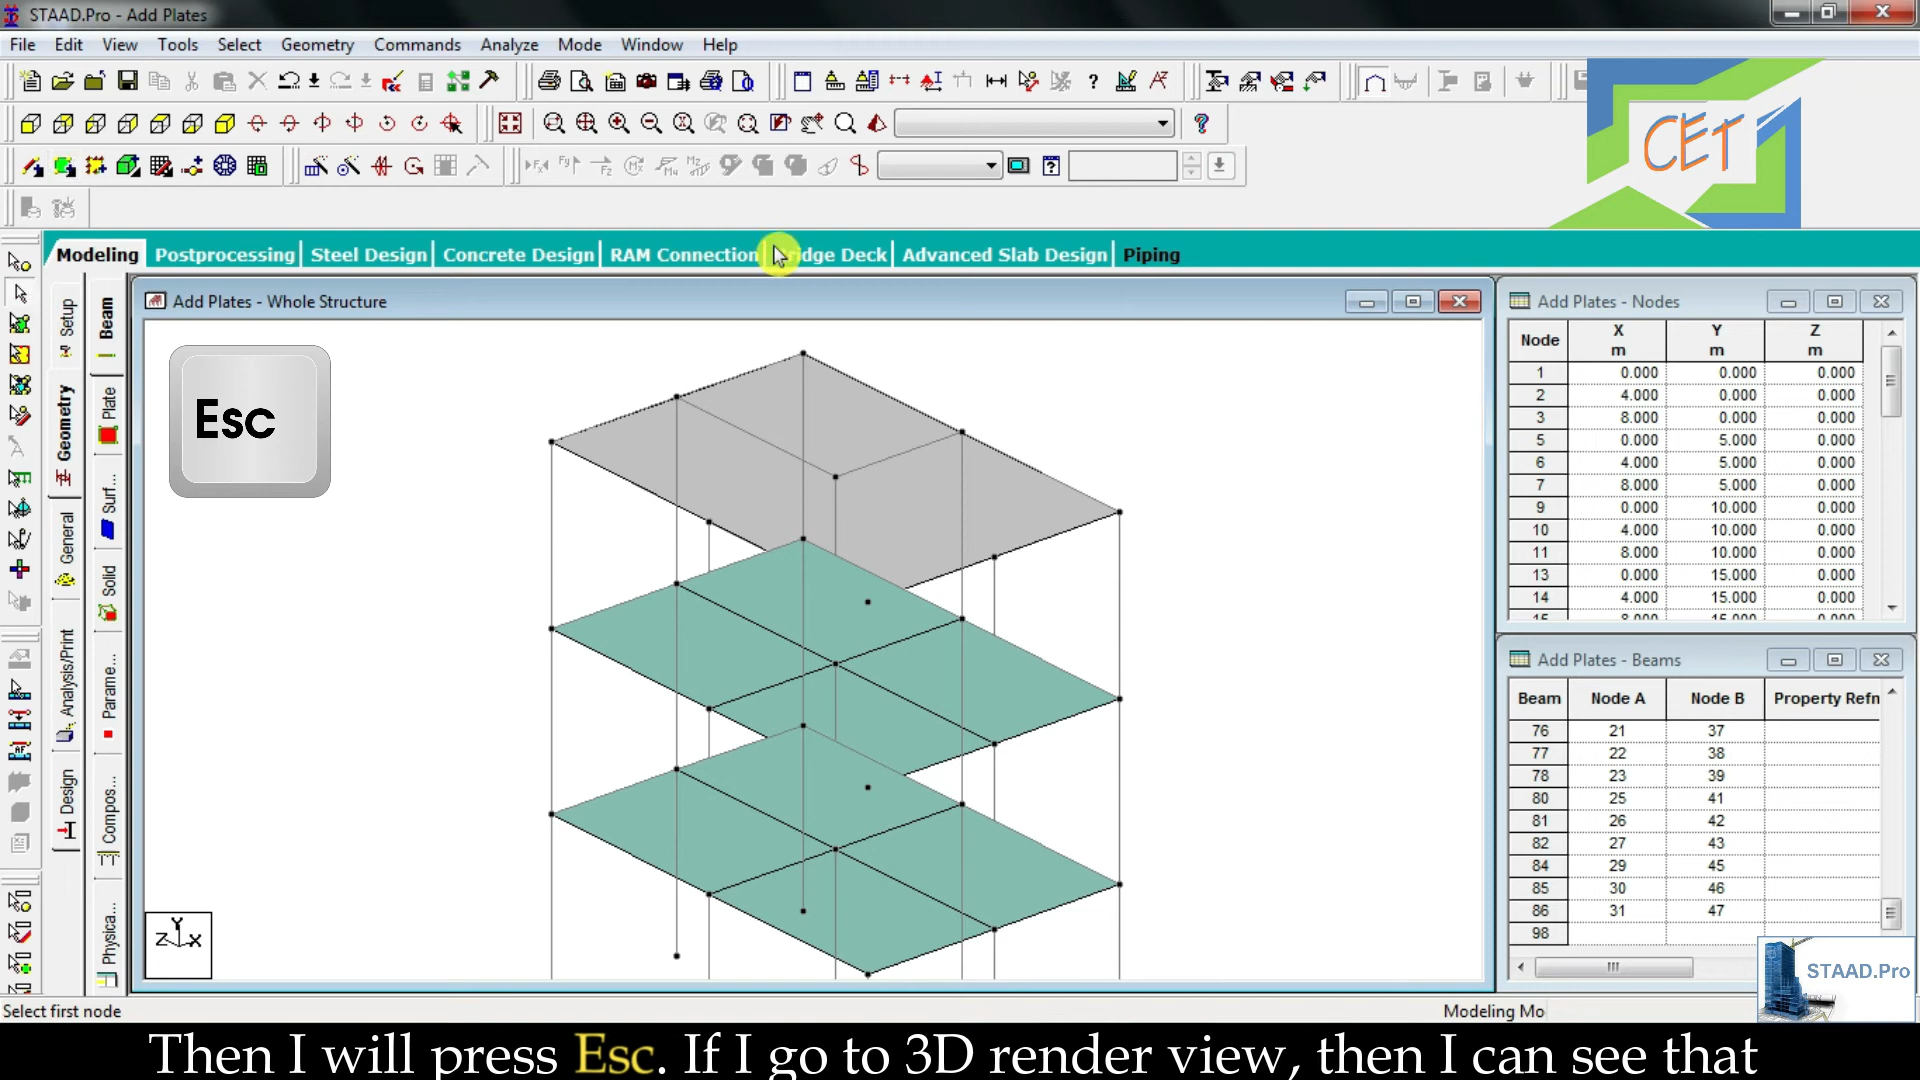 STAAD.Pro - Add Plates
File Edit View Tools Select Geometry Commands Analyze Mode Window Help
CET
Modeling Postprocessing Steel Design Concrete Design RAM Connection ridge Deck Advanced Slab Design Piping
Add Plates - Whole Structure
Esc
Setup
Geometry
General
Analysis/Print
Design
Beam
Plate
Surf...
Solid
Parame...
Compos...
Physica...
Y
Z X
Add Plates - Nodes
Node X m Y m Z m
1 0.000 0.000 0.000
2 4.000 0.000 0.000
3 8.000 0.000 0.000
5 0.000 5.000 0.000
6 4.000 5.000 0.000
7 8.000 5.000 0.000
9 0.000 10.000 0.000
10 4.000 10.000 0.000
11 8.000 10.000 0.000
13 0.000 15.000 0.000
14 4.000 15.000 0.000
15 8.000 15.000 0.000
Add Plates - Beams
Beam Node A Node B Property Refn
76 21 37
77 22 38
78 23 39
80 25 41
81 26 42
82 27 43
84 29 45
85 30 46
86 31 47
98
STAAD.Pro
Select first node
Modeling Mo
Then I will press Esc. If I go to 3D render view, then I can see that